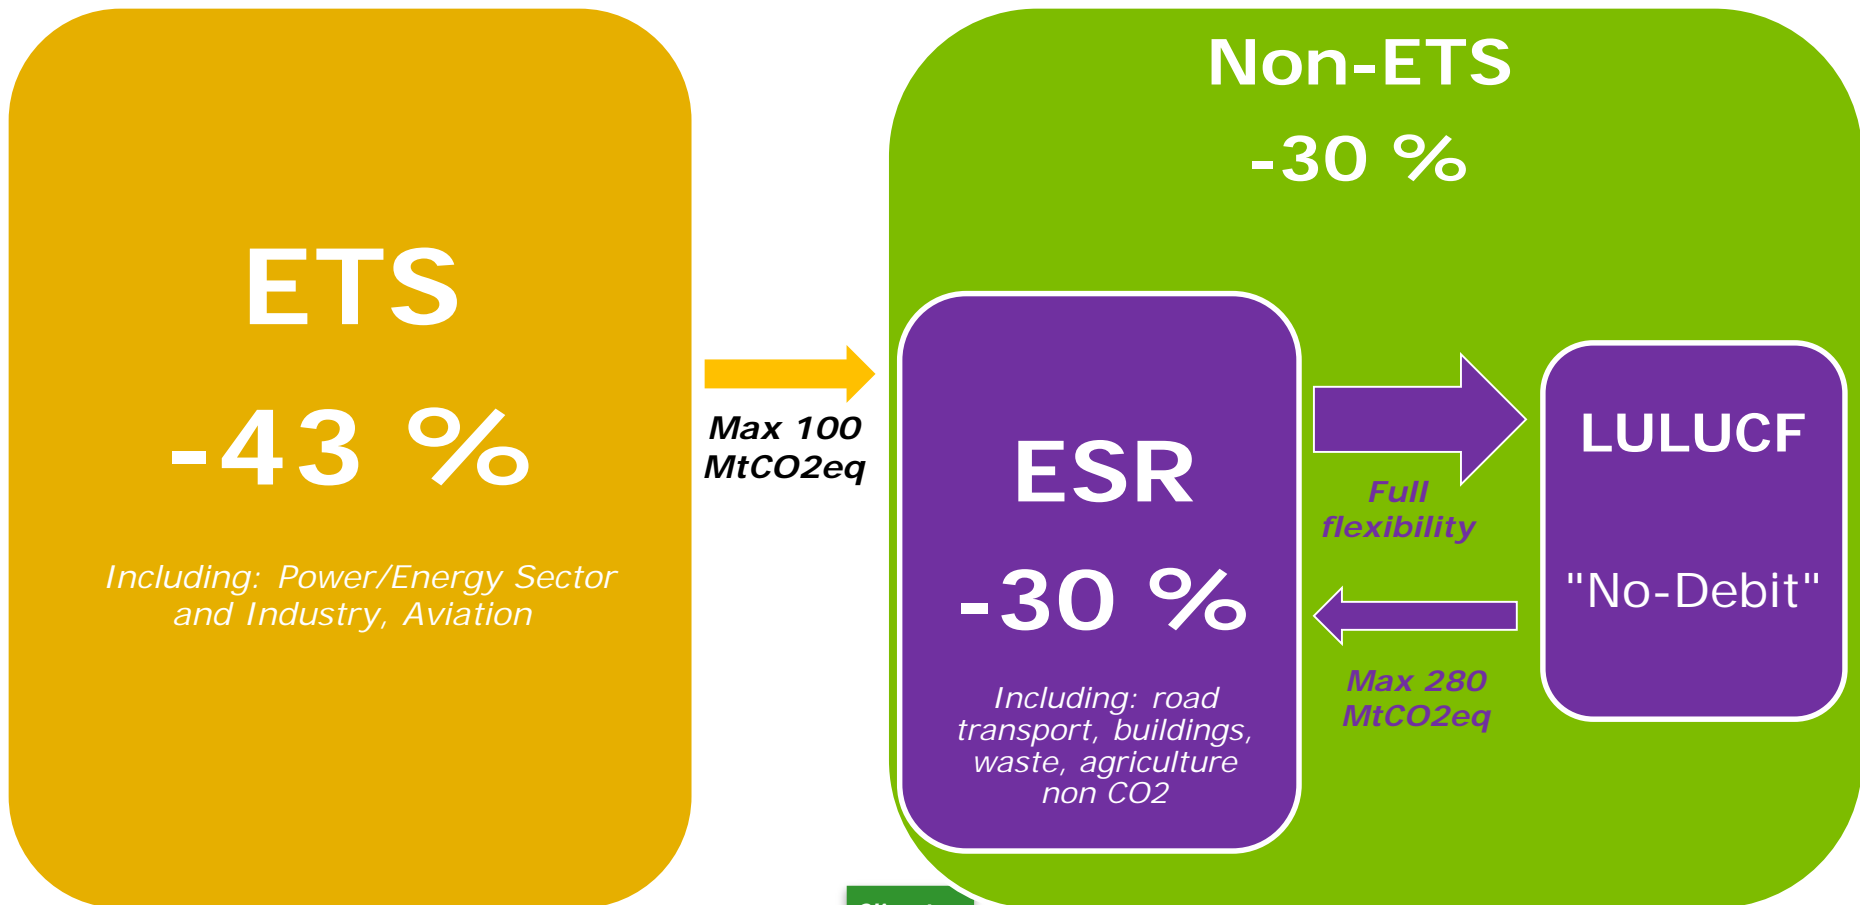 ETS
-43 %
Including: Power/Energy Sector
and Industry, Aviation
Max 100
MtCO2eq
Non-ETS
-30 %
ESR
-30 %
Including: road
transport, buildings,
waste, agriculture
non CO2
Full
flexibility
Max 280
MtCO2eq
LULUCF
"No-Debit"